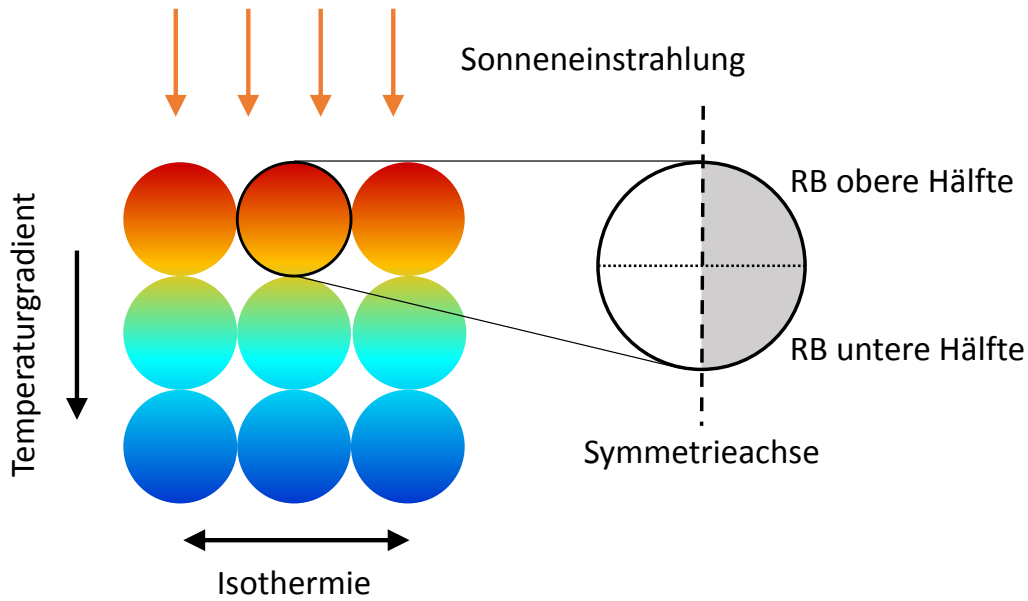 Sonneneinstrahlung
RB obere Hälfte
Temperaturgradient
RB untere Hälfte
Symmetrieachse
Isothermie